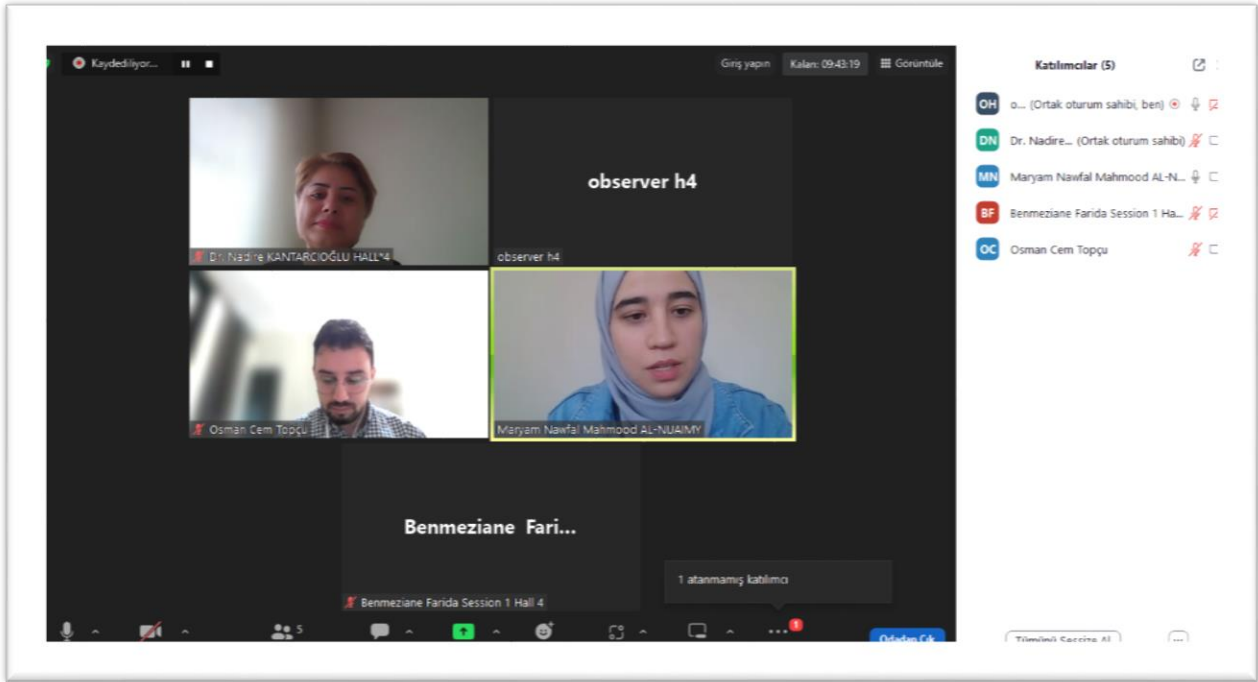 Kaydediliyor...
Giriş yapın
Kalan: 09:43:19
Görüntüle
Dr. Nadire KANTARCIOĞLU HALL*4
observer h4
observer h4
Osman Cem Topçu
Maryam Nawfal Mahmood AL-NUAIMY
Benmeziane Fari...
Benmeziane Farida Session 1 Hall 4
1 atanmamış katılımcı
5
1
Odadan Çık
Katılımcılar (5)
OH o... (Ortak oturum sahibi, ben)
DN Dr. Nadire... (Ortak oturum sahibi)
MN Maryam Nawfal Mahmood AL-N...
BF Benmeziane Farida Session 1 Ha...
OC Osman Cem Topçu
Tümünü Sessize Al